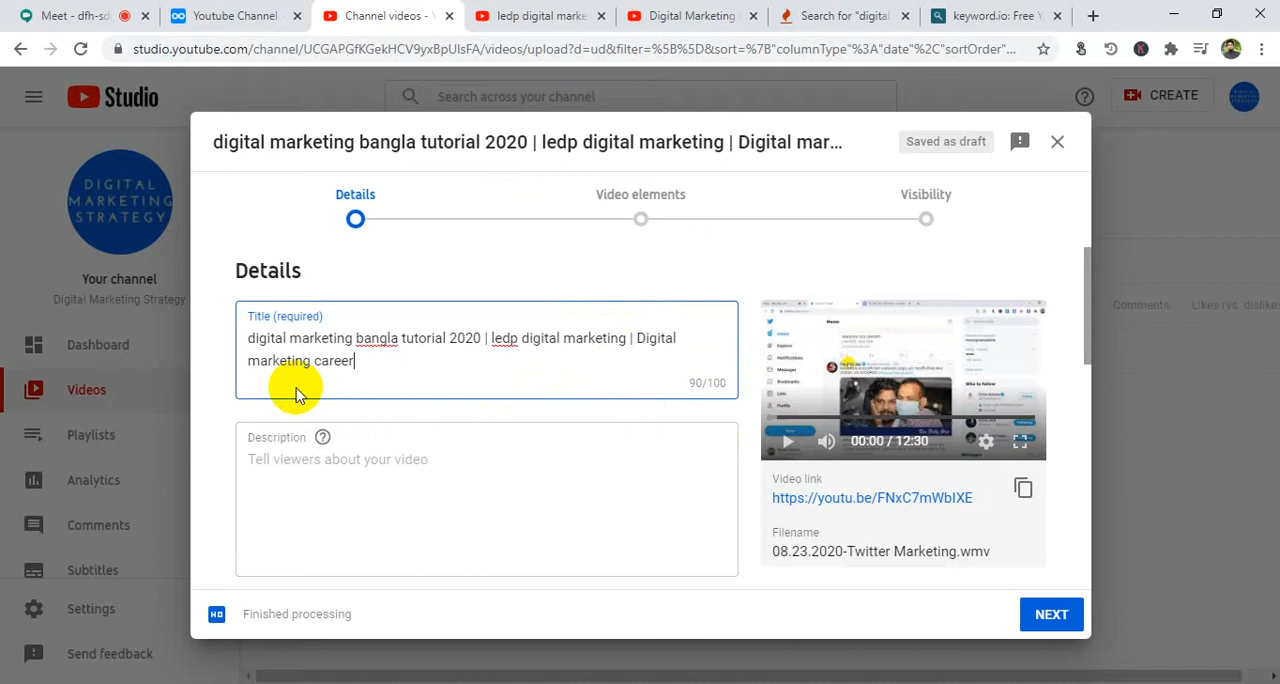 Meet - dfh-sd
Youtube Channel
Channel videos - Y
ledp digital marke
Digital Marketing
Search for "digital
keyword.io: Free Y
studio.youtube.com/channel/UCGAPGfKGekHCV9yxBpUIsFA/videos/upload?d=ud&filter=%5B%5D&sort=%7B"columnType"%3A"date"%2C"sortOrder"...
Studio
Search across your channel
CREATE
DIGITAL
MARKETING
STRATEGY
Your channel
Digital Marketing Strategy
Dashboard
Videos
Playlists
Analytics
Comments
Subtitles
Settings
Send feedback
digital marketing bangla tutorial 2020 | ledp digital marketing | Digital mar...
Saved as draft
Details
Video elements
Visibility
Details
Title (required)
digital marketing bangla tutorial 2020 | ledp digital marketing | Digital
marketing career
90/100
Description
Tell viewers about your video
00:00 / 12:30
Video link
https://youtu.be/FNxC7mWbIXE
Filename
08.23.2020-Twitter Marketing.wmv
HD
Finished processing
NEXT
Comments
Likes (vs. dislike